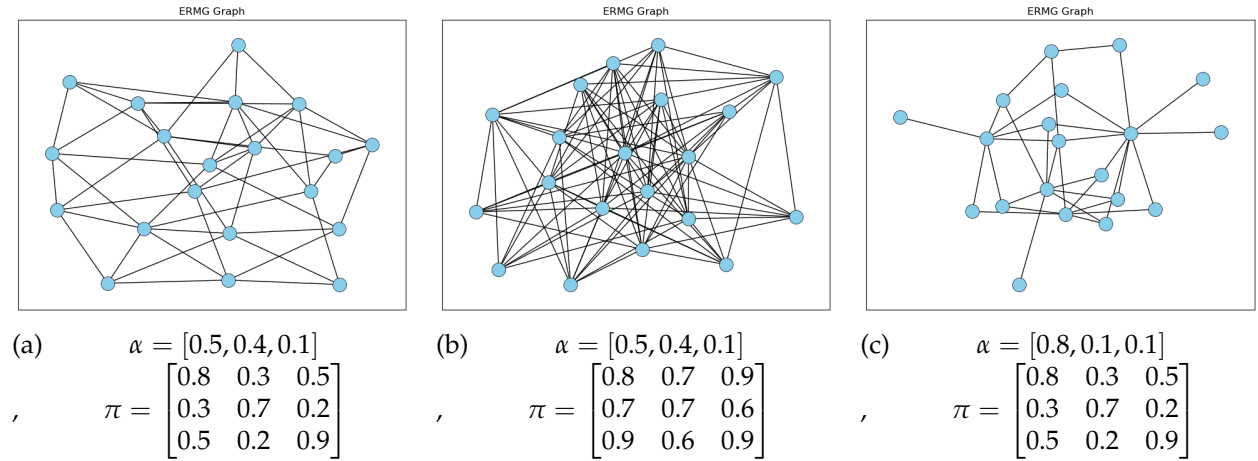 ERMG Graph
ERMG Graph
ERMG Graph
(a) α = [0.5, 0.4, 0.1]
, π = [0.8 0.3 0.5
0.3 0.7 0.2
0.5 0.2 0.9]
(b) α = [0.5, 0.4, 0.1]
, π = [0.8 0.7 0.9
0.7 0.7 0.6
0.9 0.6 0.9]
(c) α = [0.8, 0.1, 0.1]
, π = [0.8 0.3 0.5
0.3 0.7 0.2
0.5 0.2 0.9]